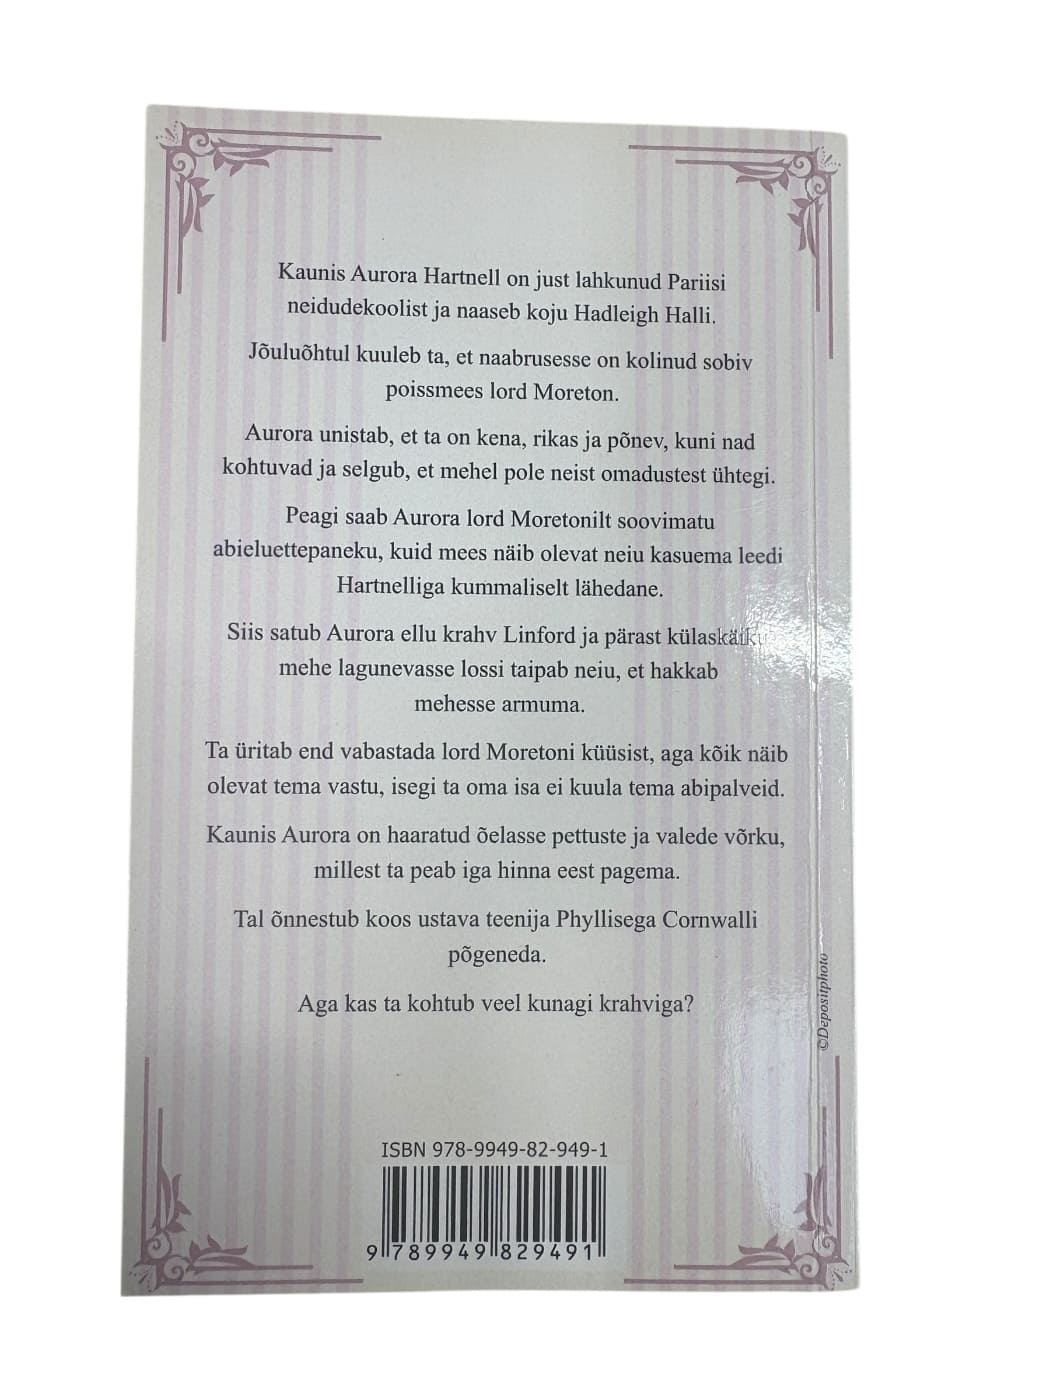 Kaunis Aurora Hartnell on just lahkunud Pariisi
neidudekoolist ja naaseb koju Hadleigh Halli.
Jõuluõhtul kuuleb ta, et naabrusesse on kolinud sobiv
poissmees lord Moreton.
Aurora unistab, et ta on kena, rikas ja põnev, kuni nad
kohtuvad ja selgub, et mehel pole neist omadustest ühtegi.
Peagi saab Aurora lord Moretonilt soovimatu
abieluettepaneku, kuid mees näib olevat neiu kasuema leedi
Hartnelliga kummaliselt lähedane.
Siis satub Aurora ellu krahv Linford ja pärast külaskäiku
mehe lagunevasse lossi taipab neiu, et hakkab
mehesse armuma.
Ta üritab end vabastada lord Moretoni küüsist, aga kõik näib
olevat tema vastu, isegi ta oma isa ei kuula tema abipalveid.
Kaunis Aurora on haaratud õelasse pettuste ja valede võrku,
millest ta peab iga hinna eest pagema.
Tal õnnestub koos ustava teenija Phyllisega Cornwalli
põgeneda.
Aga kas ta kohtub veel kunagi krahviga?
©Depositphoto
ISBN 978-9949-82-949-1
9 789949 829491